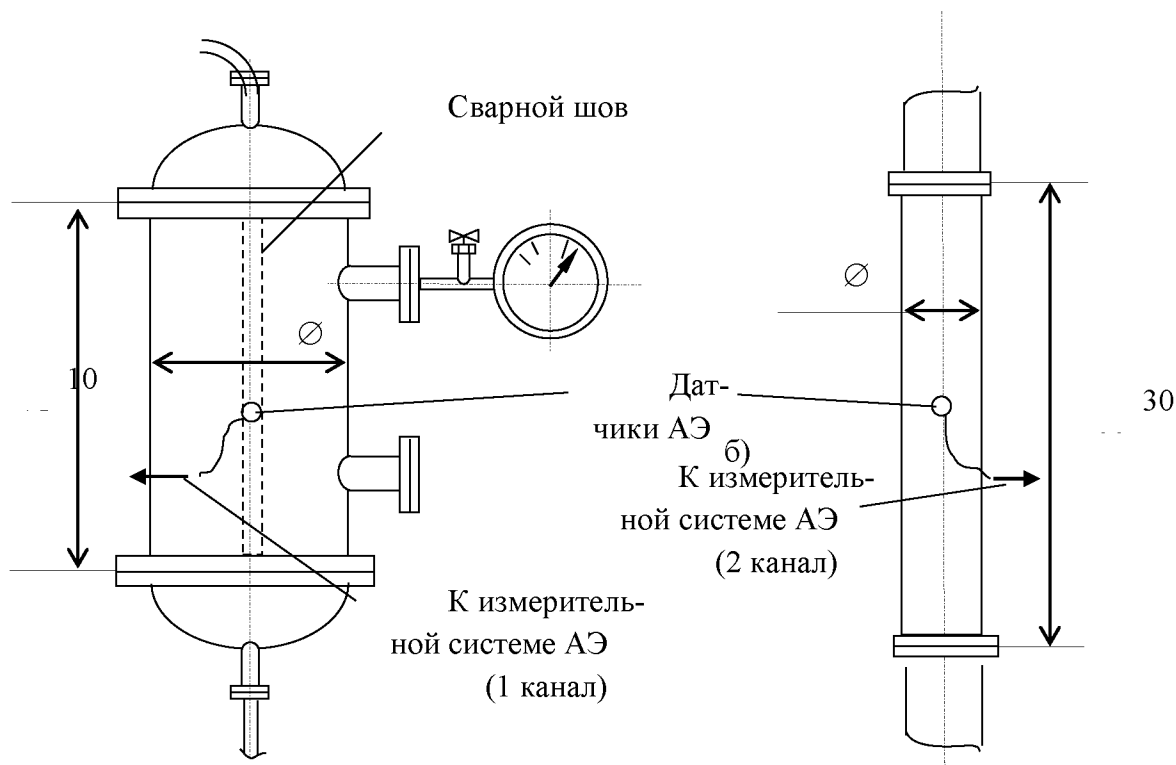 Сварной шов
∅
∅
10
30
Дат-
чики АЭ
б)
К измеритель-
ной системе АЭ
(2 канал)
К измеритель-
ной системе АЭ
(1 канал)